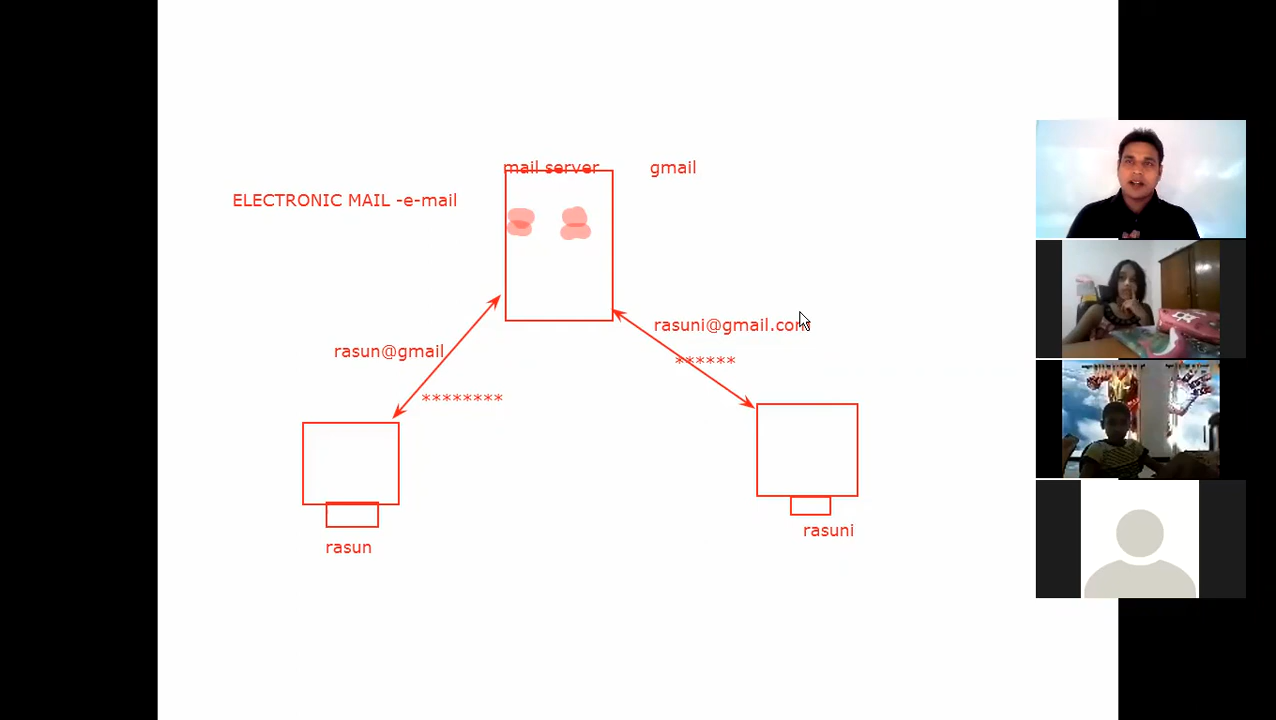 mail server
gmail
ELECTRONIC MAIL -e-mail
rasuni@gmail.com
rasun@gmail
******
********
rasuni
rasun